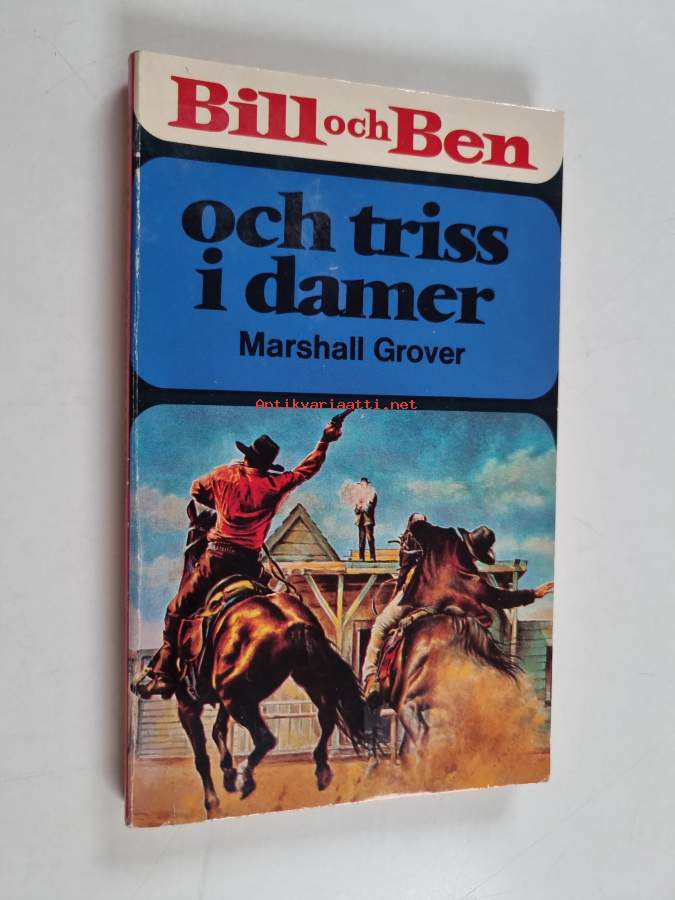 Bill och Ben
och triss
i damer
Marshall Grover
Antikvariaatti.net